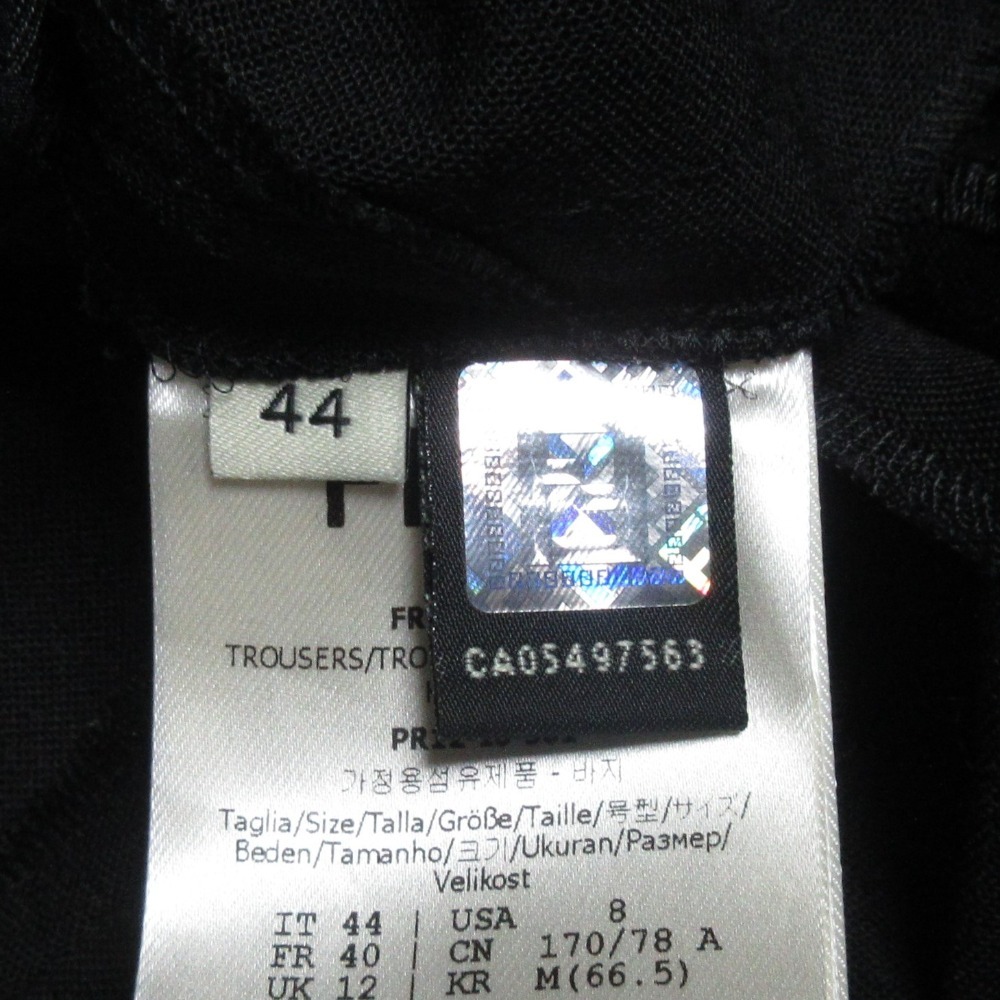 44
FR
TROUSERS/TRO
CA05497563
가정용섬유제품 - 바지
Taglia/Size/Talla/Größe/Taille/号型/サイズ/
Beden/Tamanho/크기/Ukuran/Размер/
Velikost
IT 44 | USA 8
FR 40 | CN 170/78 A
UK 12 | KR M(66.5)